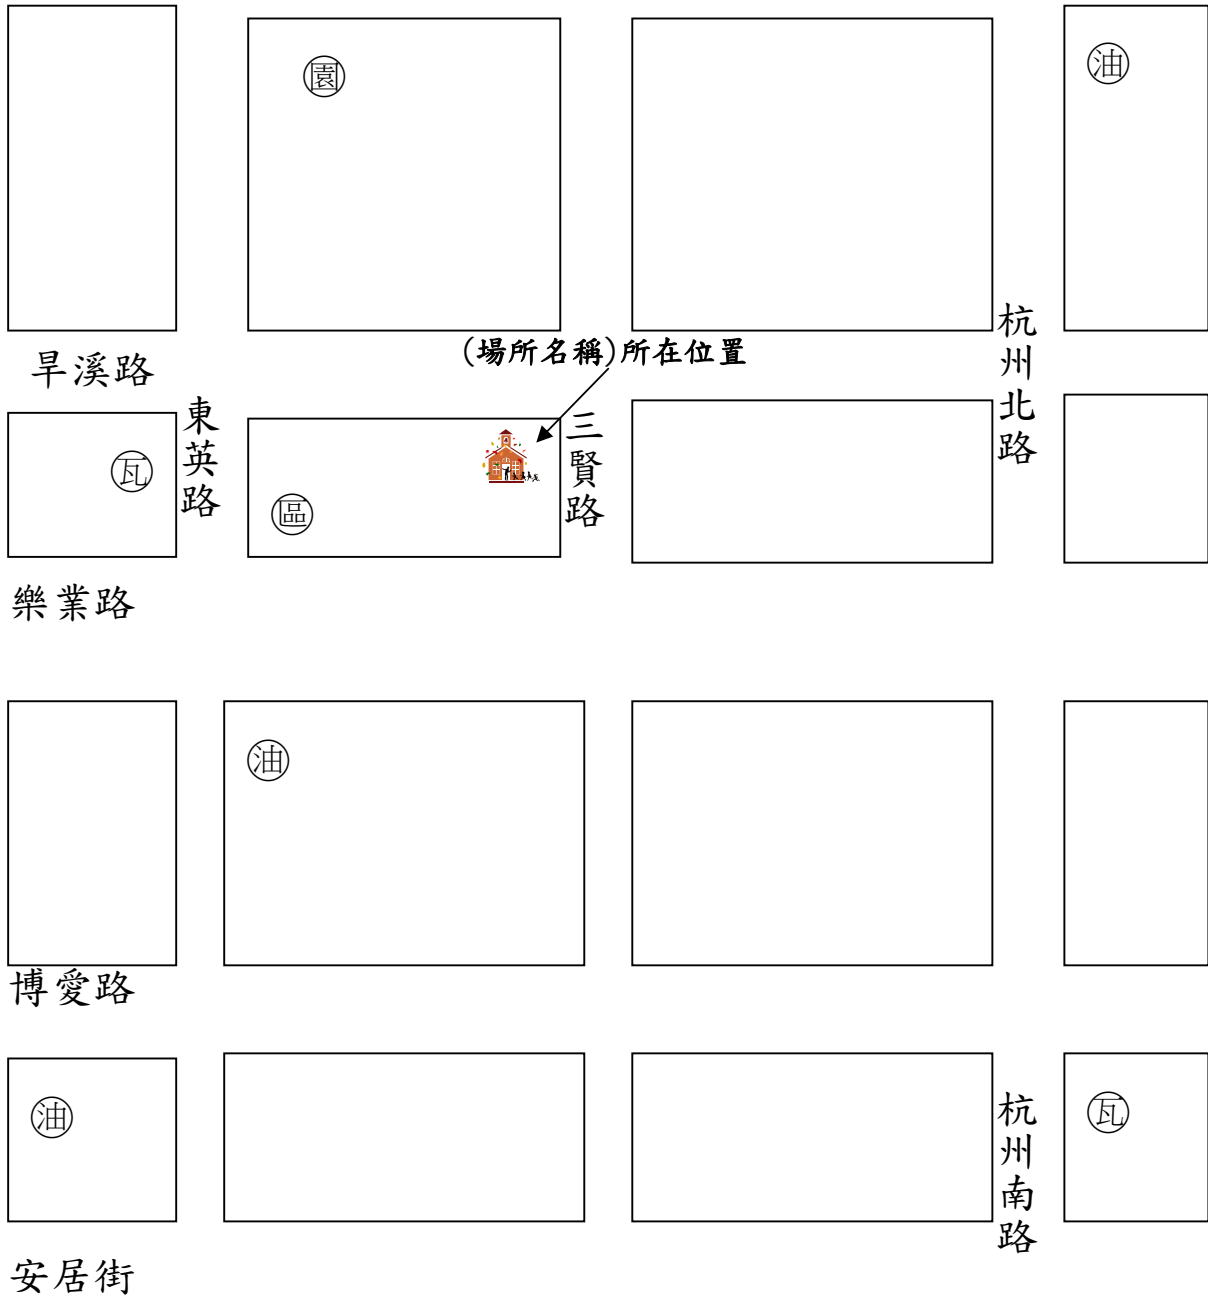 園
油
杭州北路
(場所名稱)所在位置
旱溪路
東英路
三賢路
瓦
區
樂業路
油
博愛路
油
杭州南路
瓦
安居街